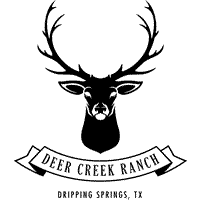 DEER CREEK RANCH
DRIPPING SPRINGS, TX